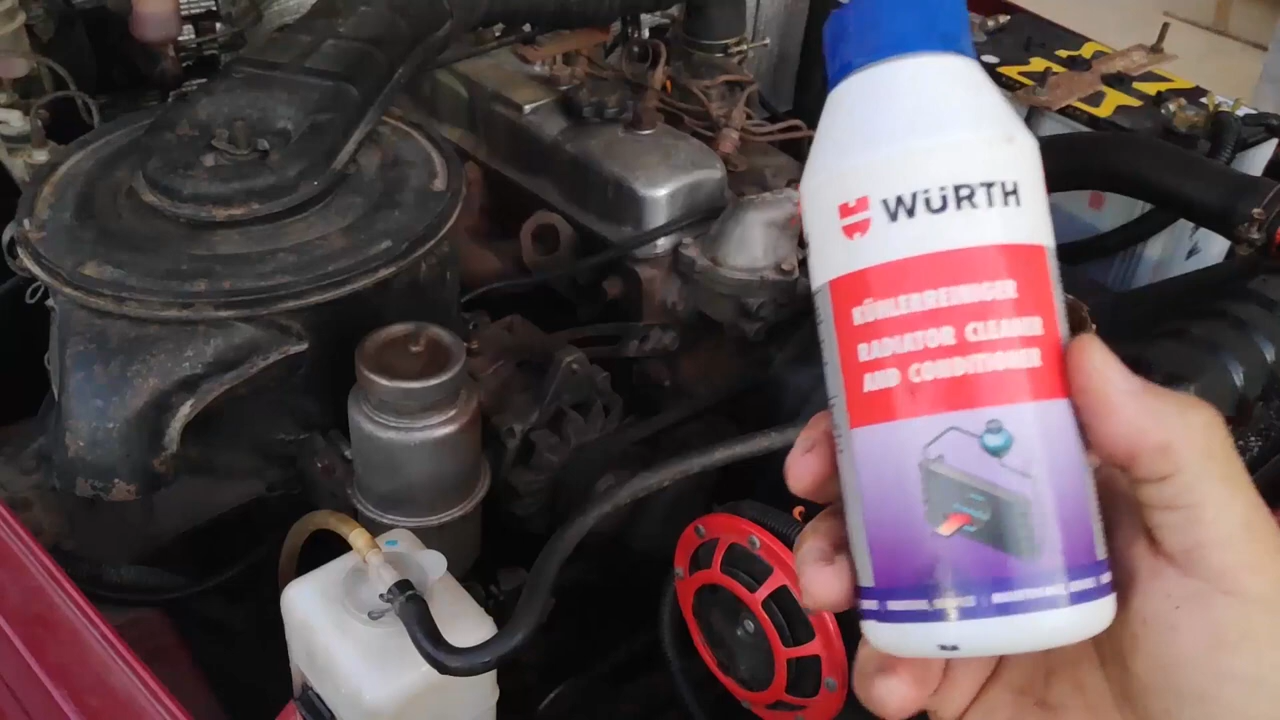 WÜRTH
KÜHLERREINIGER
RADIATOR CLEANER
AND CONDITIONER